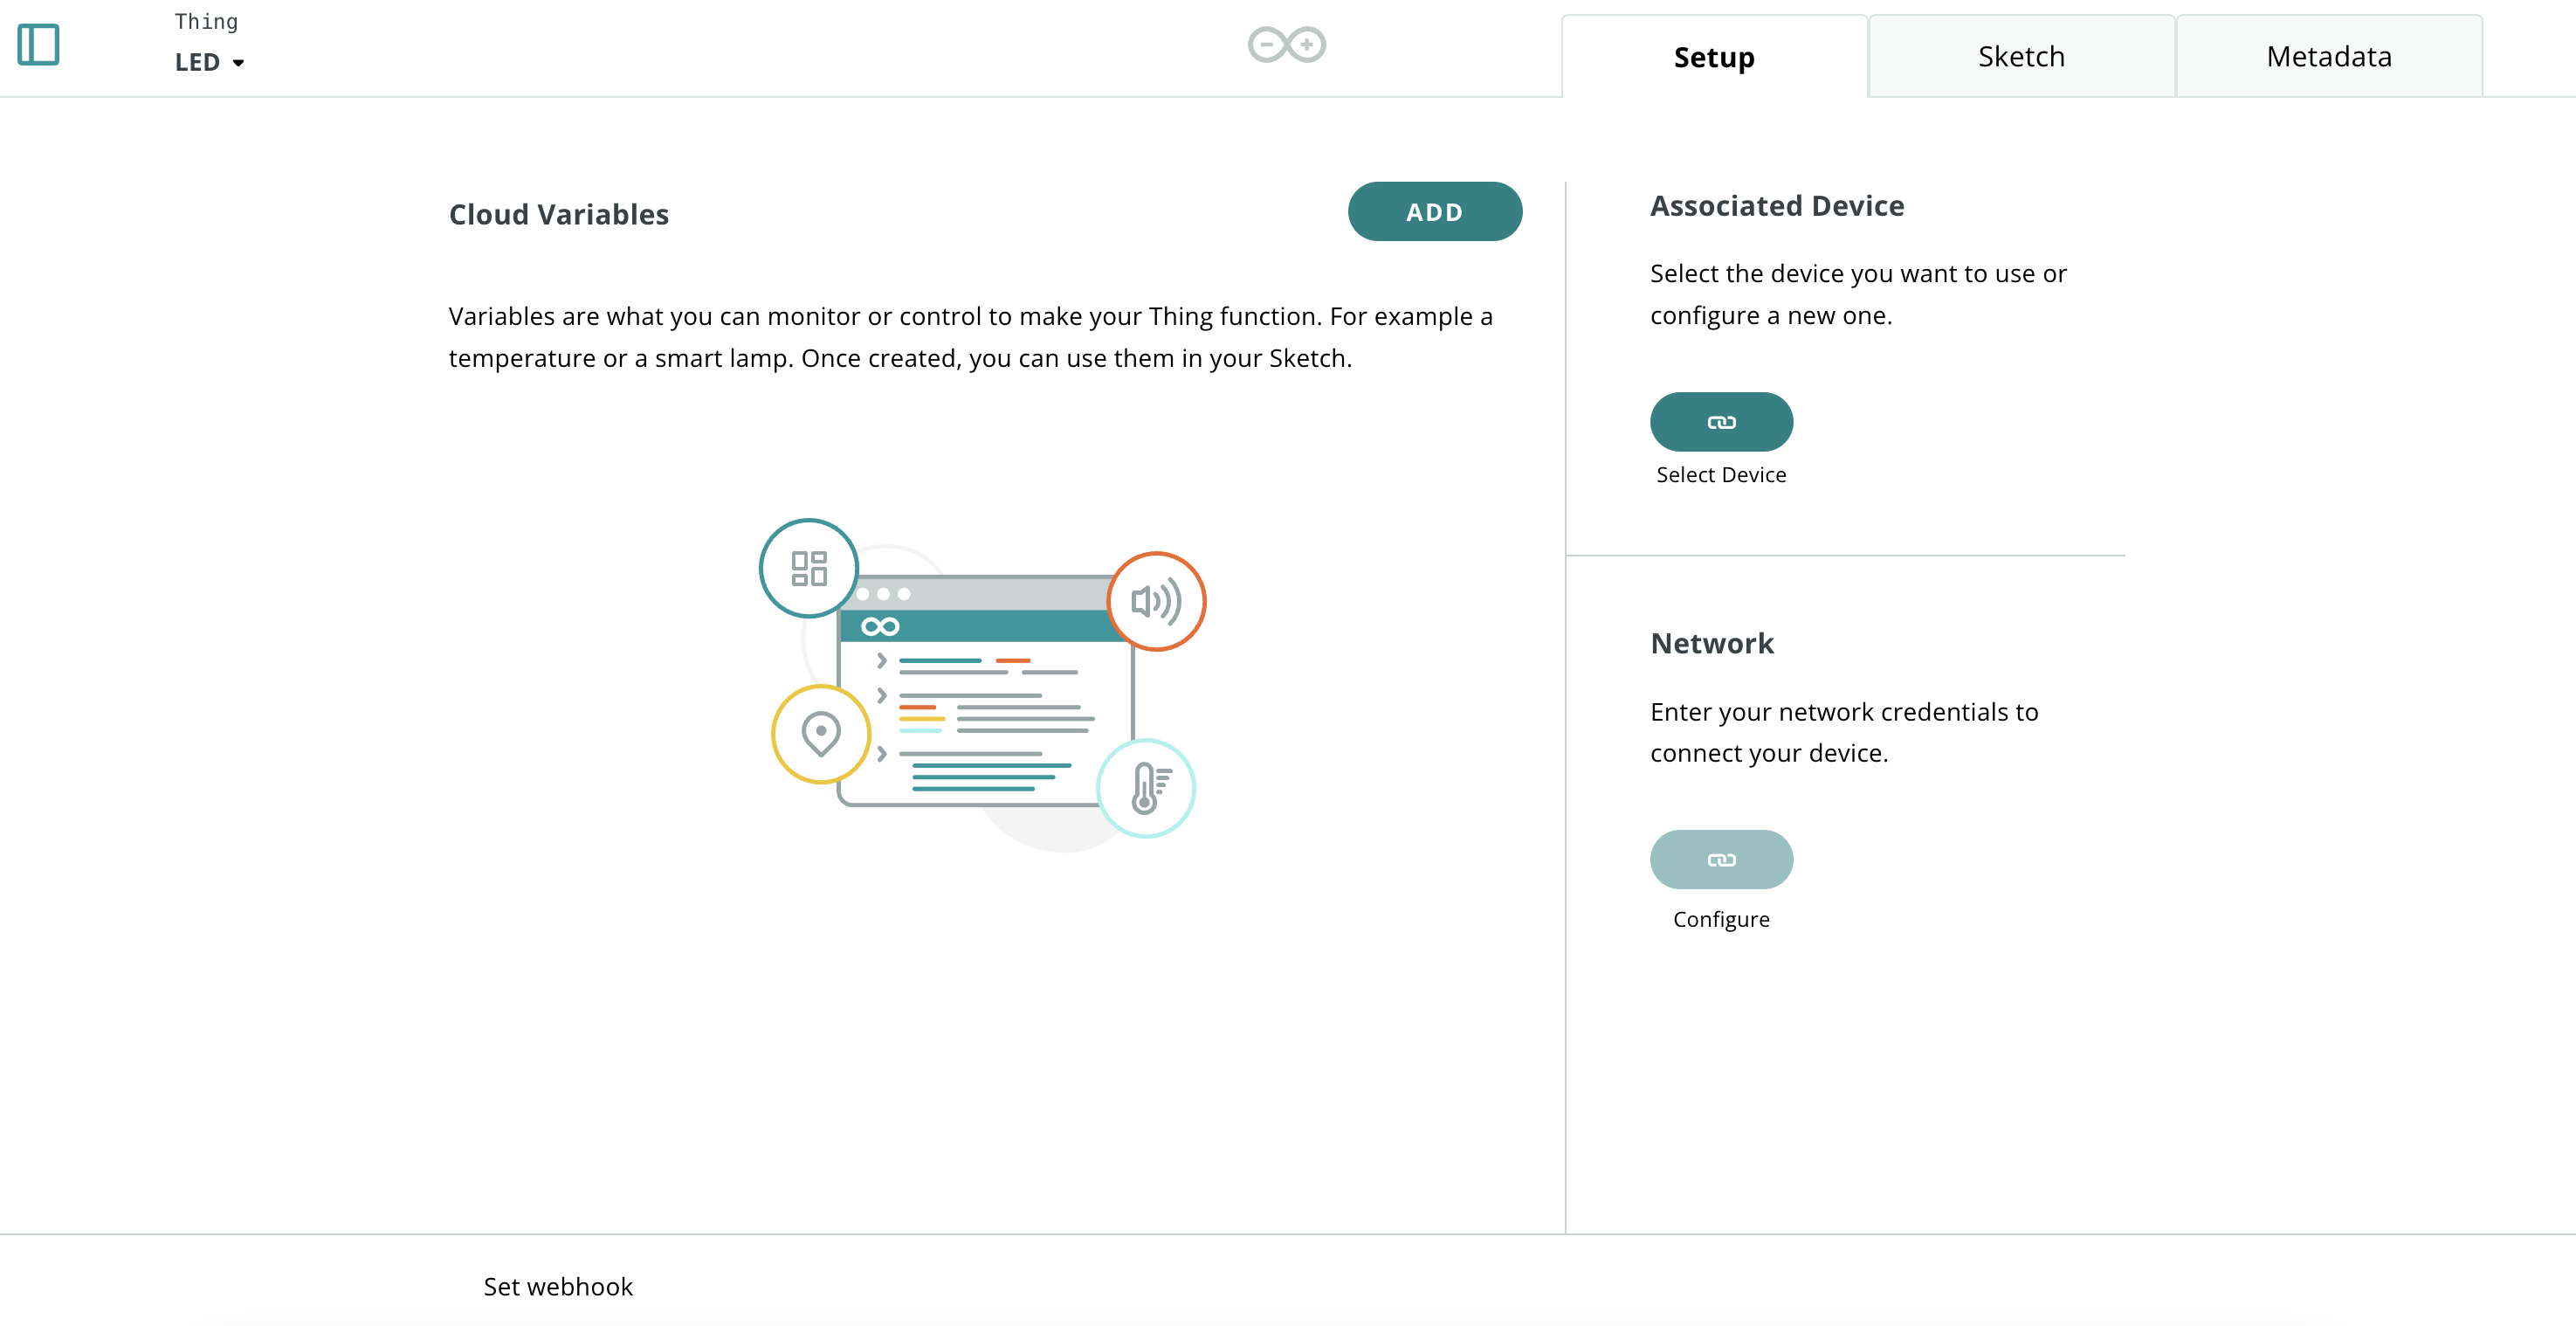 Thing
LED
Setup
Sketch
Metadata
Cloud Variables
ADD
Variables are what you can monitor or control to make your Thing function. For example a
temperature or a smart lamp. Once created, you can use them in your Sketch.
Associated Device
Select the device you want to use or
configure a new one.
Select Device
Network
Enter your network credentials to
connect your device.
Configure
Set webhook